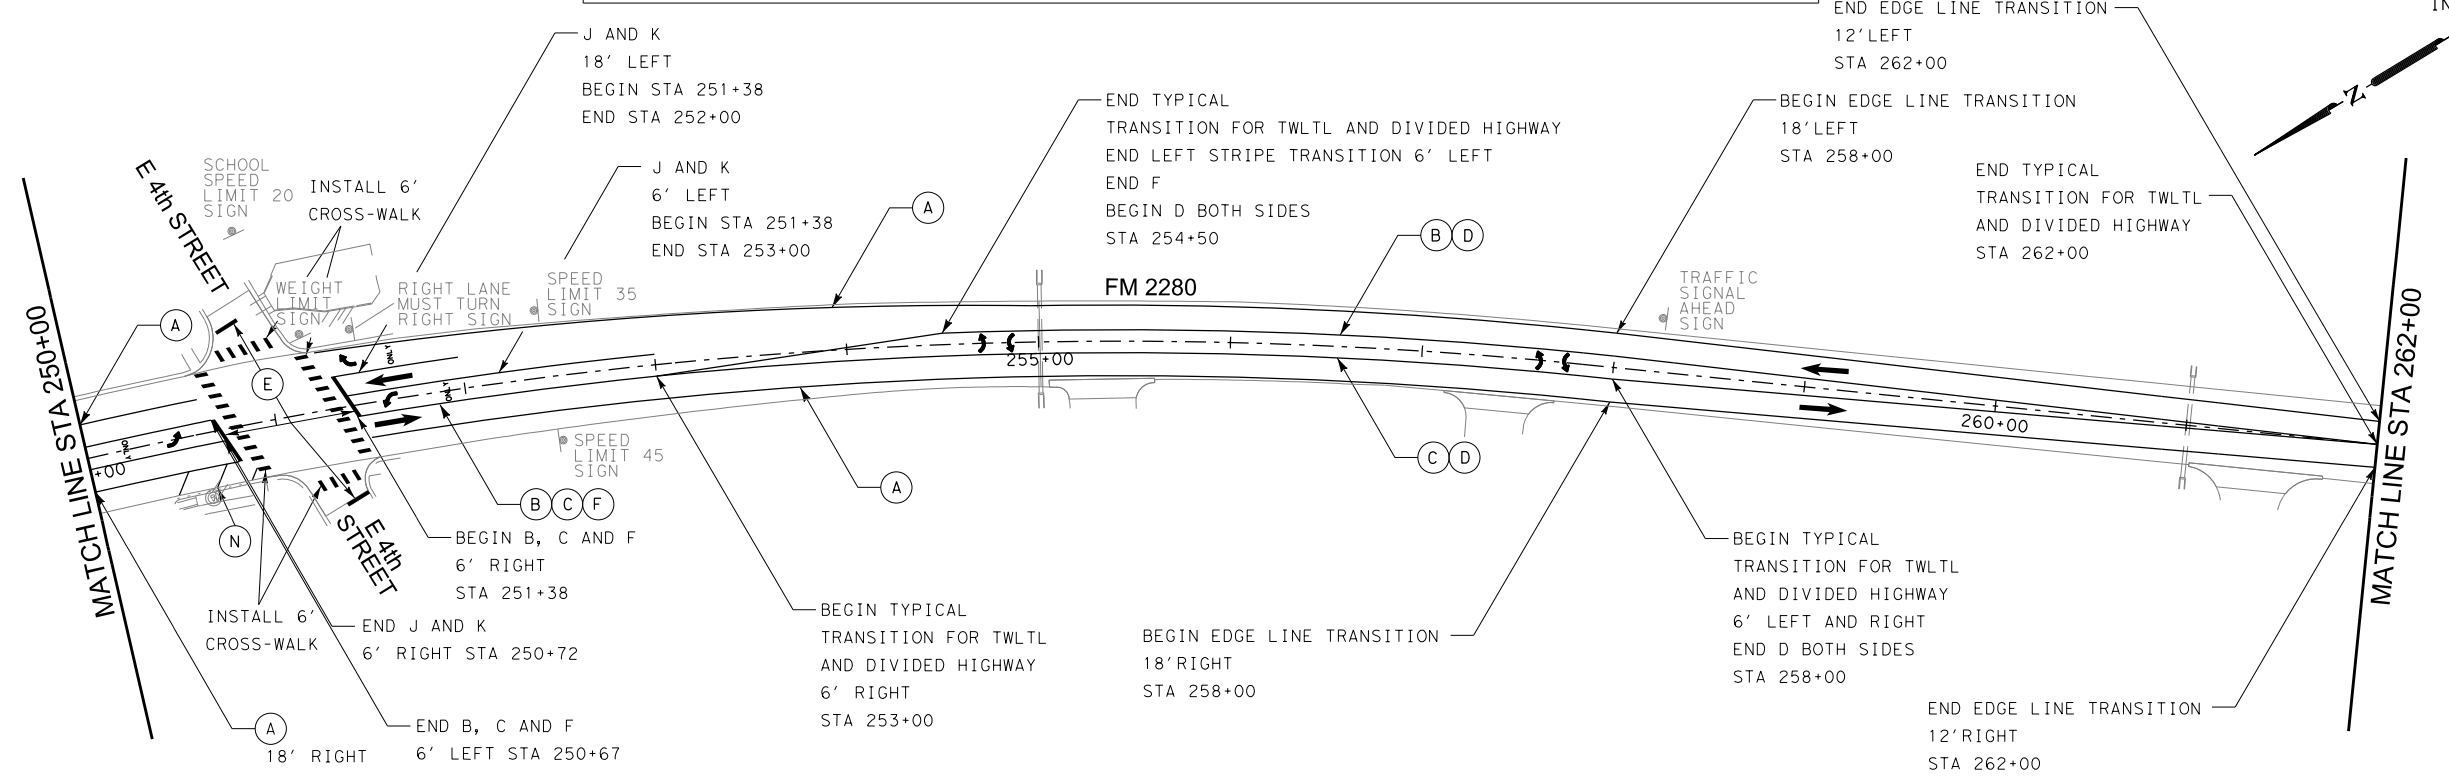 J AND K
18' LEFT
BEGIN STA 251+38
END STA 252+00
J AND K
6' LEFT
BEGIN STA 251+38
END STA 253+00
END TYPICAL
TRANSITION FOR TWLTL AND DIVIDED HIGHWAY
END LEFT STRIPE TRANSITION 6' LEFT
END F
BEGIN D BOTH SIDES
STA 254+50
END EDGE LINE TRANSITION
12'LEFT
STA 262+00
BEGIN EDGE LINE TRANSITION
18'LEFT
STA 258+00
END TYPICAL
TRANSITION FOR TWLTL
AND DIVIDED HIGHWAY
STA 262+00
IN
N
E 4th STREET
SCHOOL
SPEED
LIMIT 20
SIGN
INSTALL 6'
CROSS-WALK
WEIGHT
LIMIT
SIGN
RIGHT LANE
MUST TURN
RIGHT SIGN
SPEED
LIMIT 35
SIGN
A
B D
FM 2280
TRAFFIC
SIGNAL
AHEAD
SIGN
MATCH LINE STA 250+00
A
E
ONLY
ONLY
ONLY
+00
255+00
260+00
MATCH LINE STA 262+00
SPEED
LIMIT 45
SIGN
C D
A
B C F
N
E 4th
STREET
BEGIN B, C AND F
6' RIGHT
STA 251+38
INSTALL 6'
CROSS-WALK
END J AND K
6' RIGHT STA 250+72
A
18' RIGHT
END B, C AND F
6' LEFT STA 250+67
BEGIN TYPICAL
TRANSITION FOR TWLTL
AND DIVIDED HIGHWAY
6' RIGHT
STA 253+00
BEGIN EDGE LINE TRANSITION
18'RIGHT
STA 258+00
BEGIN TYPICAL
TRANSITION FOR TWLTL
AND DIVIDED HIGHWAY
6' LEFT AND RIGHT
END D BOTH SIDES
STA 258+00
END EDGE LINE TRANSITION
12'RIGHT
STA 262+00